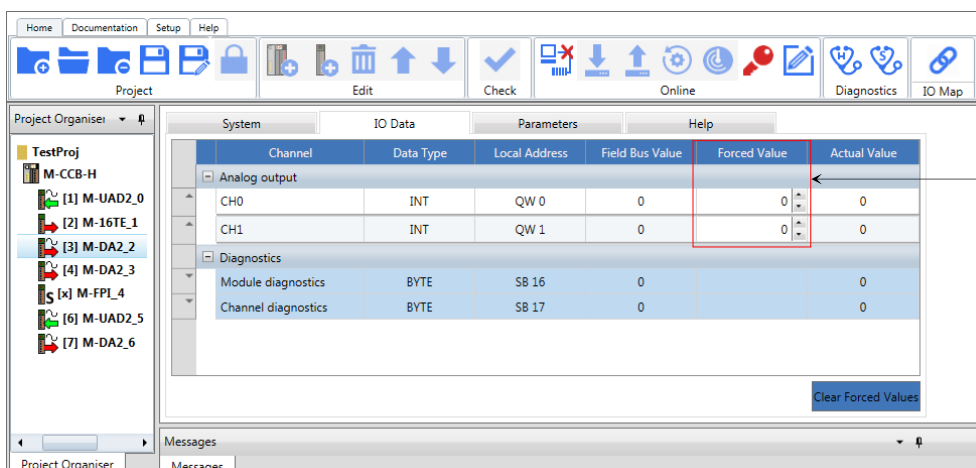 Home Documentation Setup Help
Project Edit Check Online Diagnostics IO Map
Project Organiser
TestProj
M-CCB-H
[1] M-UAD2_0
[2] M-16TE_1
[3] M-DA2_2
[4] M-DA2_3
S [x] M-FPI_4
[6] M-UAD2_5
[7] M-DA2_6
System IO Data Parameters Help
Channel Data Type Local Address Field Bus Value Forced Value Actual Value
Analog output
CH0 INT QW 0 0 0 0
CH1 INT QW 1 0 0 0
Diagnostics
Module diagnostics BYTE SB 16 0 0
Channel diagnostics BYTE SB 17 0 0
Clear Forced Values
Messages
Project Organiser
Messages